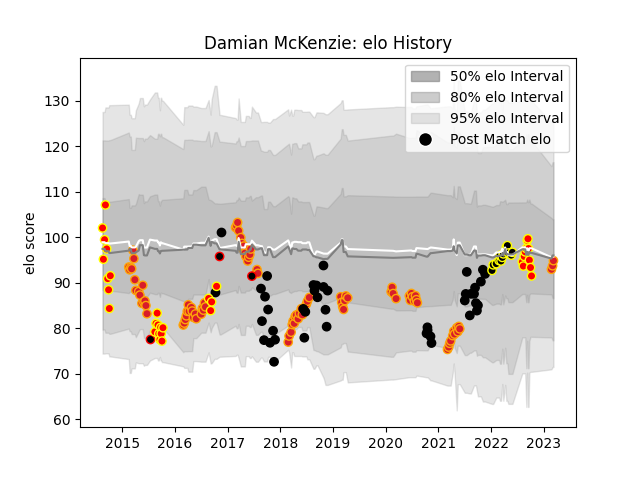 Damian McKenzie: elo History
50% elo Interval
80% elo Interval
95% elo Interval
Post Match elo
elo score
130
120
110
100
90
80
70
60
2015 2016 2017 2018 2019 2020 2021 2022 2023